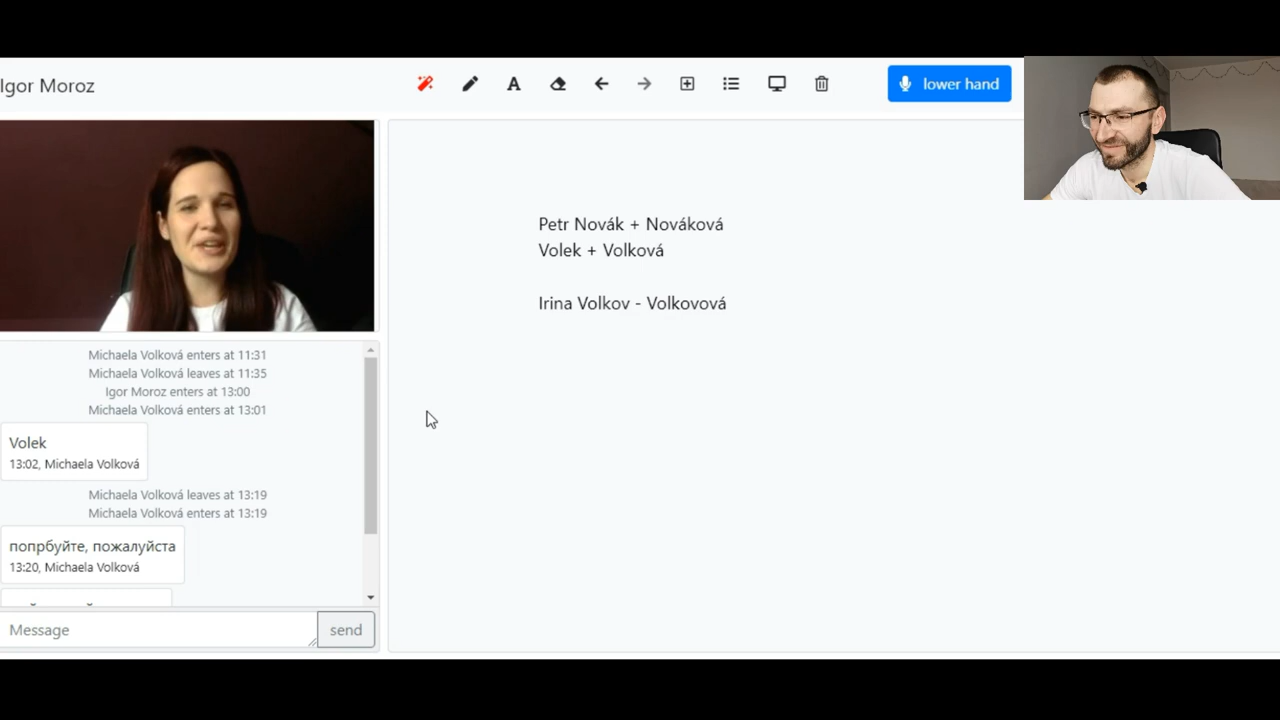 Igor Moroz
lower hand
Petr Novák + Nováková
Volek + Volková
Irina Volkov - Volkovová
Michaela Volková enters at 11:31
Michaela Volková leaves at 11:35
Igor Moroz enters at 13:00
Michaela Volková enters at 13:01
Volek
13:02, Michaela Volková
Michaela Volková leaves at 13:19
Michaela Volková enters at 13:19
попрбуйте, пожалуйста
13:20, Michaela Volková
Message
send